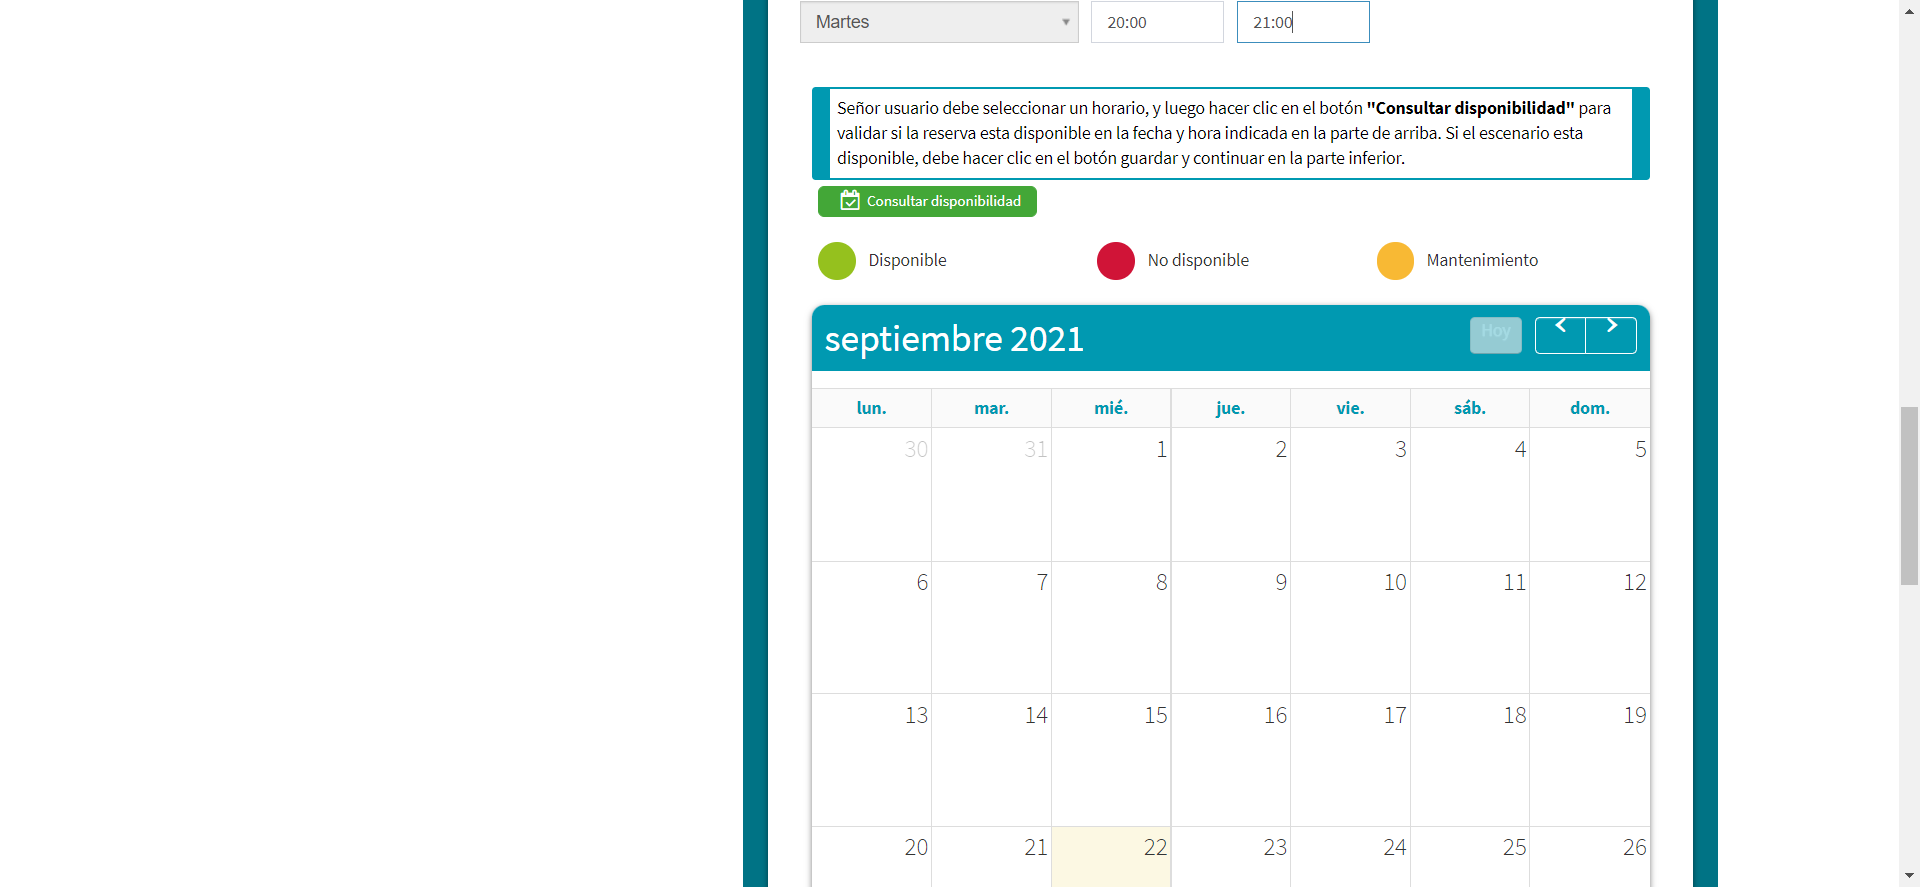 Martes 20:00 21:00
Señor usuario debe seleccionar un horario, y luego hacer clic en el botón "Consultar disponibilidad" para
validar si la reserva esta disponible en la fecha y hora indicada en la parte de arriba. Si el escenario esta
disponible, debe hacer clic en el botón guardar y continuar en la parte inferior.
Consultar disponibilidad
Disponible No disponible Mantenimiento
septiembre 2021 Hoy
lun. mar. mié. jue. vie. sáb. dom.
30 31 1 2 3 4 5
6 7 8 9 10 11 12
13 14 15 16 17 18 19
20 21 22 23 24 25 26